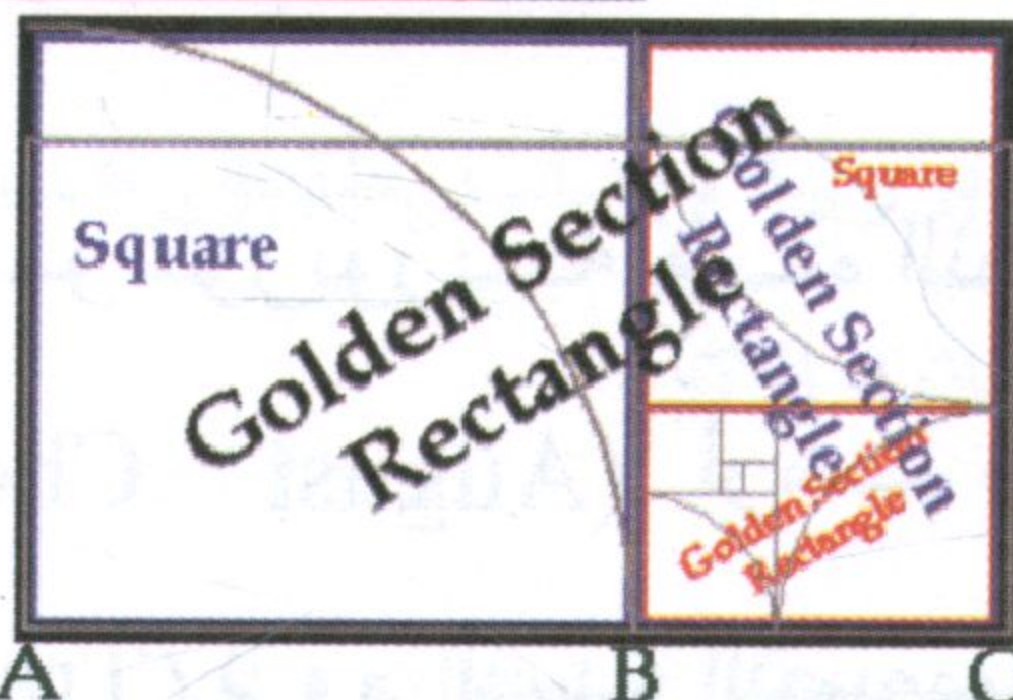 Square
Golden Section
Rectangle
Square
Golden Section
Rectangle
Golden Section
Rectangle
A B C